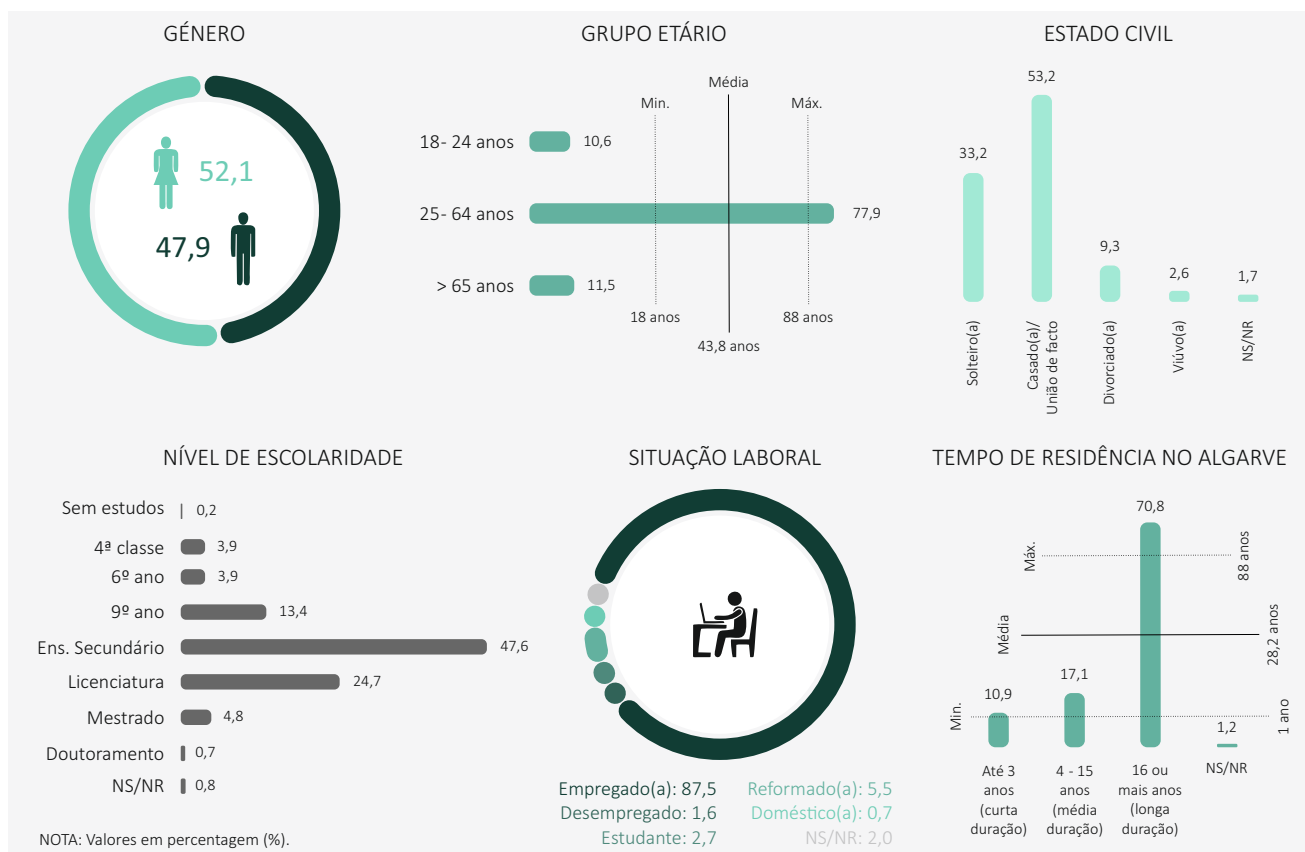 GÉNERO
52,1
47,9
GRUPO ETÁRIO
Média
Min.
Máx.
18- 24 anos
10,6
25- 64 anos
77,9
> 65 anos
11,5
18 anos
88 anos
43,8 anos
ESTADO CIVIL
53,2
33,2
9,3
2,6
1,7
Solteiro(a)
Casado(a)/
União de facto
Divorciado(a)
Viúvo(a)
NS/NR
NÍVEL DE ESCOLARIDADE
Sem estudos 0,2
4ª classe 3,9
6º ano 3,9
9º ano 13,4
Ens. Secundário 47,6
Licenciatura 24,7
Mestrado 4,8
Doutoramento 0,7
NS/NR 0,8
NOTA: Valores em percentagem (%).
SITUAÇÃO LABORAL
Empregado(a): 87,5
Desempregado: 1,6
Estudante: 2,7
Reformado(a): 5,5
Doméstico(a): 0,7
NS/NR: 2,0
TEMPO DE RESIDÊNCIA NO ALGARVE
70,8
Máx.
88 anos
Média
28,2 anos
17,1
10,9
Min.
1 ano
1,2
Até 3
anos
(curta
duração)
4 - 15
anos
(média
duração)
16 ou
mais anos
(longa
duração)
NS/NR